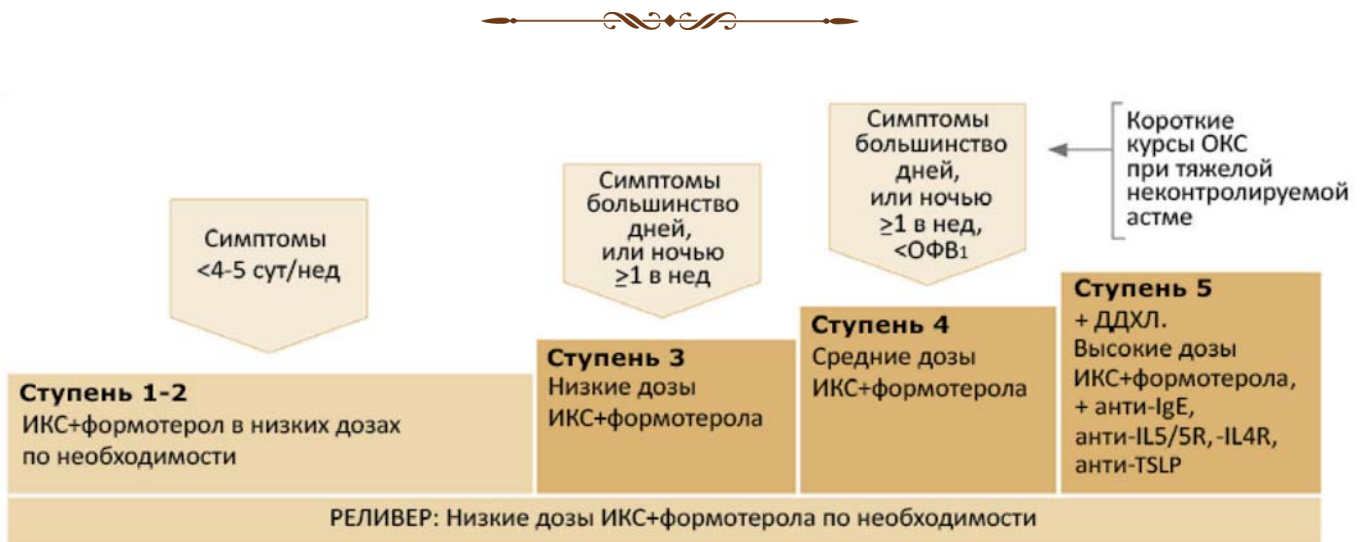 Симптомы
<4-5 сут/нед
Симптомы
большинство
дней,
или ночью
≥1 в нед
Симптомы
большинство
дней,
или ночью
≥1 в нед,
<ОФВ₁
Короткие
курсы ОКС
при тяжелой
неконтролируемой
астме
Ступень 1-2
ИКС+формотерол в низких дозах
по необходимости
Ступень 3
Низкие дозы
ИКС+формотерола
Ступень 4
Средние дозы
ИКС+формотерола
Ступень 5
+ ДДХЛ.
Высокие дозы
ИКС+формотерола,
+ анти-IgE,
анти-IL5/5R, -IL4R,
анти-TSLP
РЕЛИВЕР: Низкие дозы ИКС+формотерола по необходимости